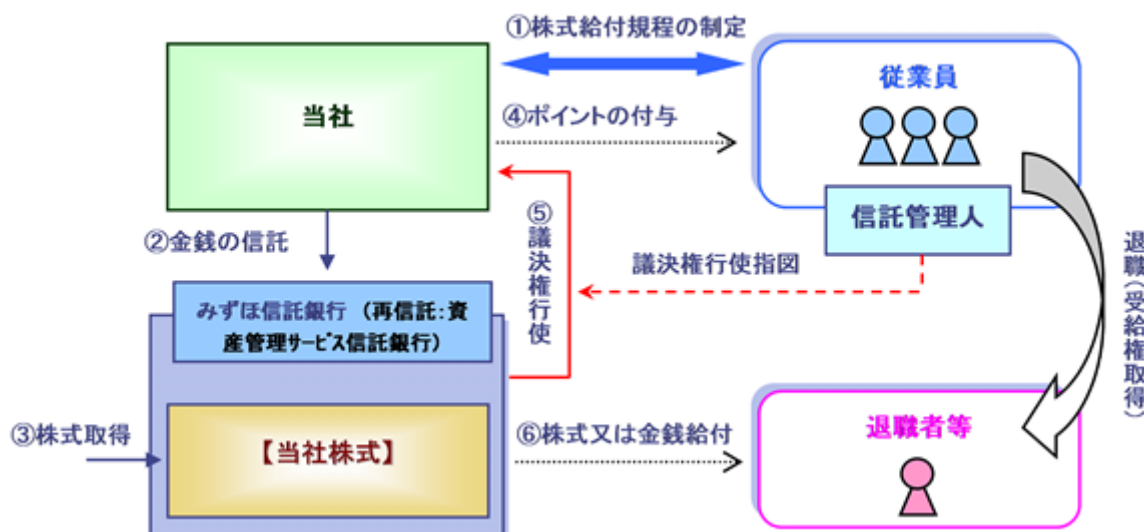 ①株式給付規程の制定
従業員
当社
④ポイントの付与
信託管理人
②金銭の信託
⑤議決権行使
議決権行使指図
退職(受給権取得)
みずほ信託銀行 (再信託:資
産管理サービス信託銀行)
③株式取得
【当社株式】
⑥株式又は金銭給付
退職者等